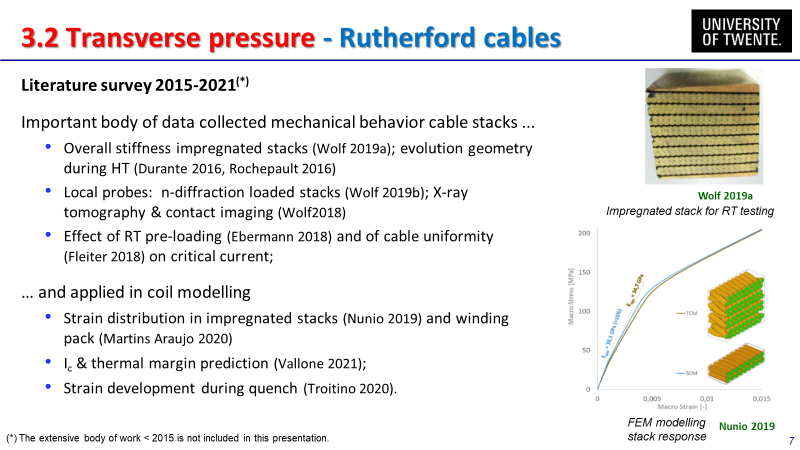 3.2 Transverse pressure - Rutherford cables
UNIVERSITY
OF TWENTE.
Literature survey 2015-2021(*)
Important body of data collected mechanical behavior cable stacks ...
• Overall stiffness impregnated stacks (Wolf 2019a); evolution geometry
during HT (Durante 2016, Rochepault 2016)
• Local probes: n-diffraction loaded stacks (Wolf 2019b); X-ray
tomography & contact imaging (Wolf2018)
• Effect of RT pre-loading (Ebermann 2018) and of cable uniformity
(Fleiter 2018) on critical current;
… and applied in coil modelling
• Strain distribution in impregnated stacks (Nunio 2019) and winding
pack (Martins Araujo 2020)
• Ic & thermal margin prediction (Vallone 2021);
• Strain development during quench (Troitino 2020).
Wolf 2019a
Impregnated stack for RT testing
200
150
100
50
0
Macro Stress [MPa]
TCM
SCM
0
0,005
0,01
0,015
Macro Strain [-]
FEM modelling
stack response
Nunio 2019
(*) The extensive body of work < 2015 is not included in this presentation.
7